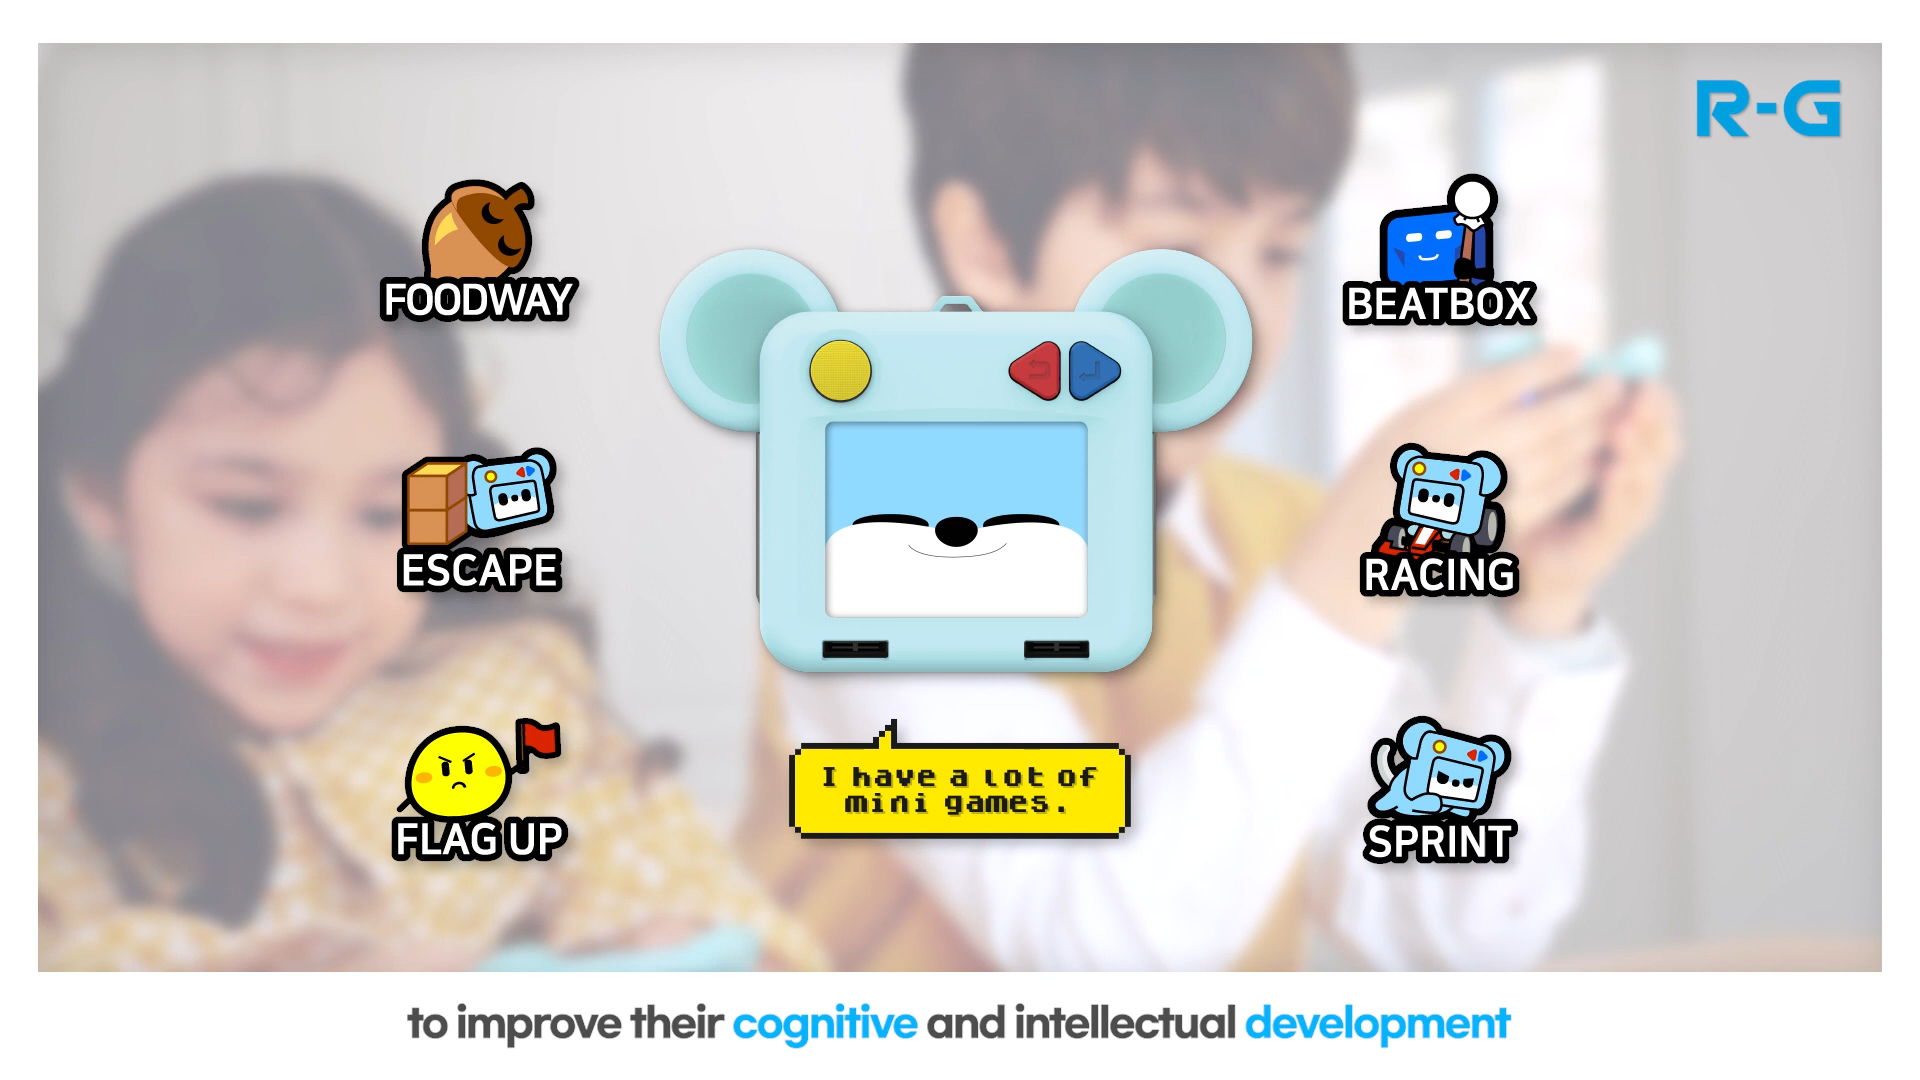 R-G
FOODWAY
BEATBOX
ESCAPE
RACING
FLAG UP
I have a lot of
mini games.
SPRINT
to improve their cognitive and intellectual development